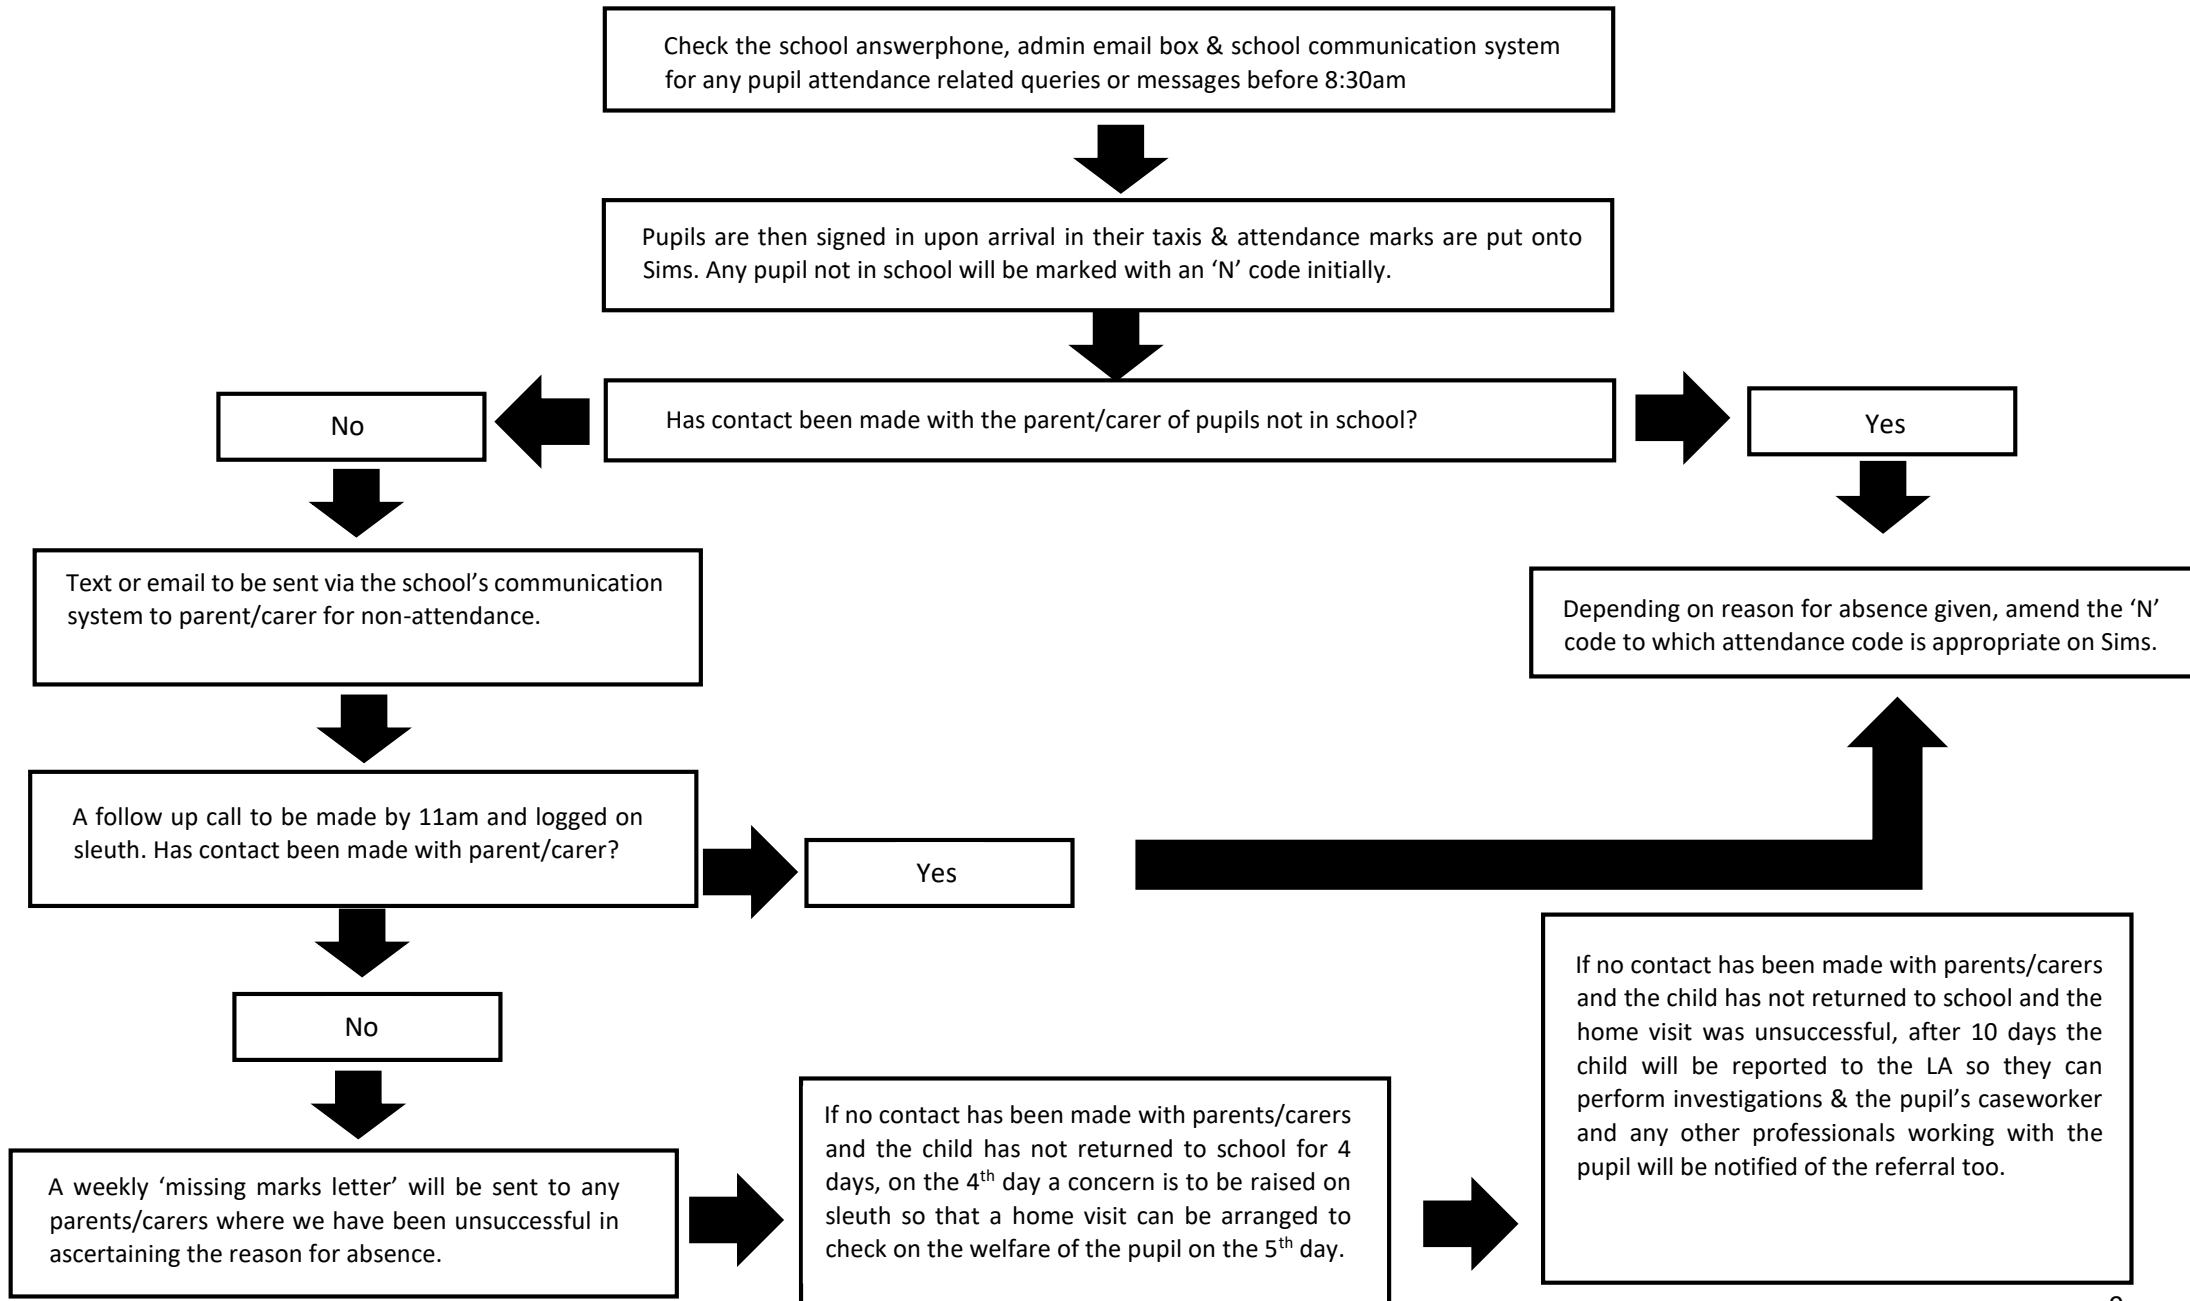 Check the school answerphone, admin email box & school communication system
for any pupil attendance related queries or messages before 8:30am
Pupils are then signed in upon arrival in their taxis & attendance marks are put onto
Sims. Any pupil not in school will be marked with an ‘N’ code initially.
No
Has contact been made with the parent/carer of pupils not in school?
Yes
Text or email to be sent via the school’s communication
system to parent/carer for non-attendance.
Depending on reason for absence given, amend the ‘N’
code to which attendance code is appropriate on Sims.
A follow up call to be made by 11am and logged on
sleuth. Has contact been made with parent/carer?
Yes
No
A weekly ‘missing marks letter’ will be sent to any
parents/carers where we have been unsuccessful in
ascertaining the reason for absence.
If no contact has been made with parents/carers
and the child has not returned to school for 4
days, on the 4th day a concern is to be raised on
sleuth so that a home visit can be arranged to
check on the welfare of the pupil on the 5th day.
If no contact has been made with parents/carers
and the child has not returned to school and the
home visit was unsuccessful, after 10 days the
child will be reported to the LA so they can
perform investigations & the pupil’s caseworker
and any other professionals working with the
pupil will be notified of the referral too.